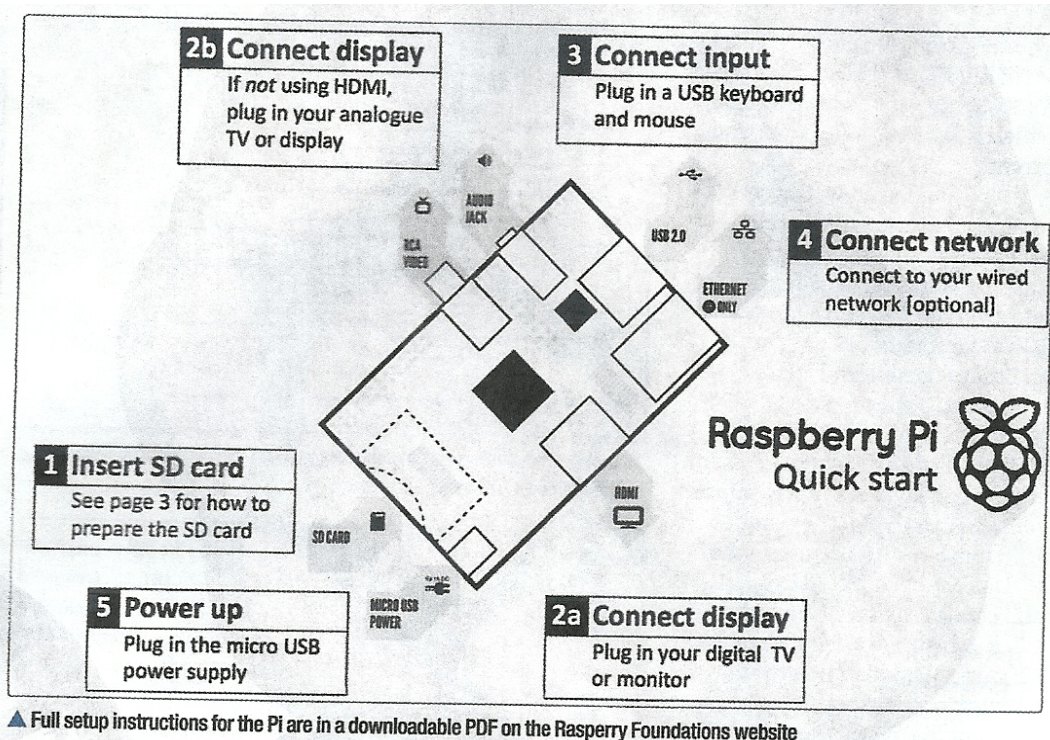 2b Connect display
If not using HDMI,
plug in your analogue
TV or display
3 Connect input
Plug in a USB keyboard
and mouse
AUDIO
JACK
RCA
VIDEO
USB 2.0
ETHERNET
ONLY
4 Connect network
Connect to your wired
network [optional]
Raspberry Pi
Quick start
1 Insert SD card
See page 3 for how to
prepare the SD card
SD CARD
HDMI
MICRO USB
POWER
5 Power up
Plug in the micro USB
power supply
2a Connect display
Plug in your digital TV
or monitor
Full setup instructions for the Pi are in a downloadable PDF on the Rasperry Foundations website